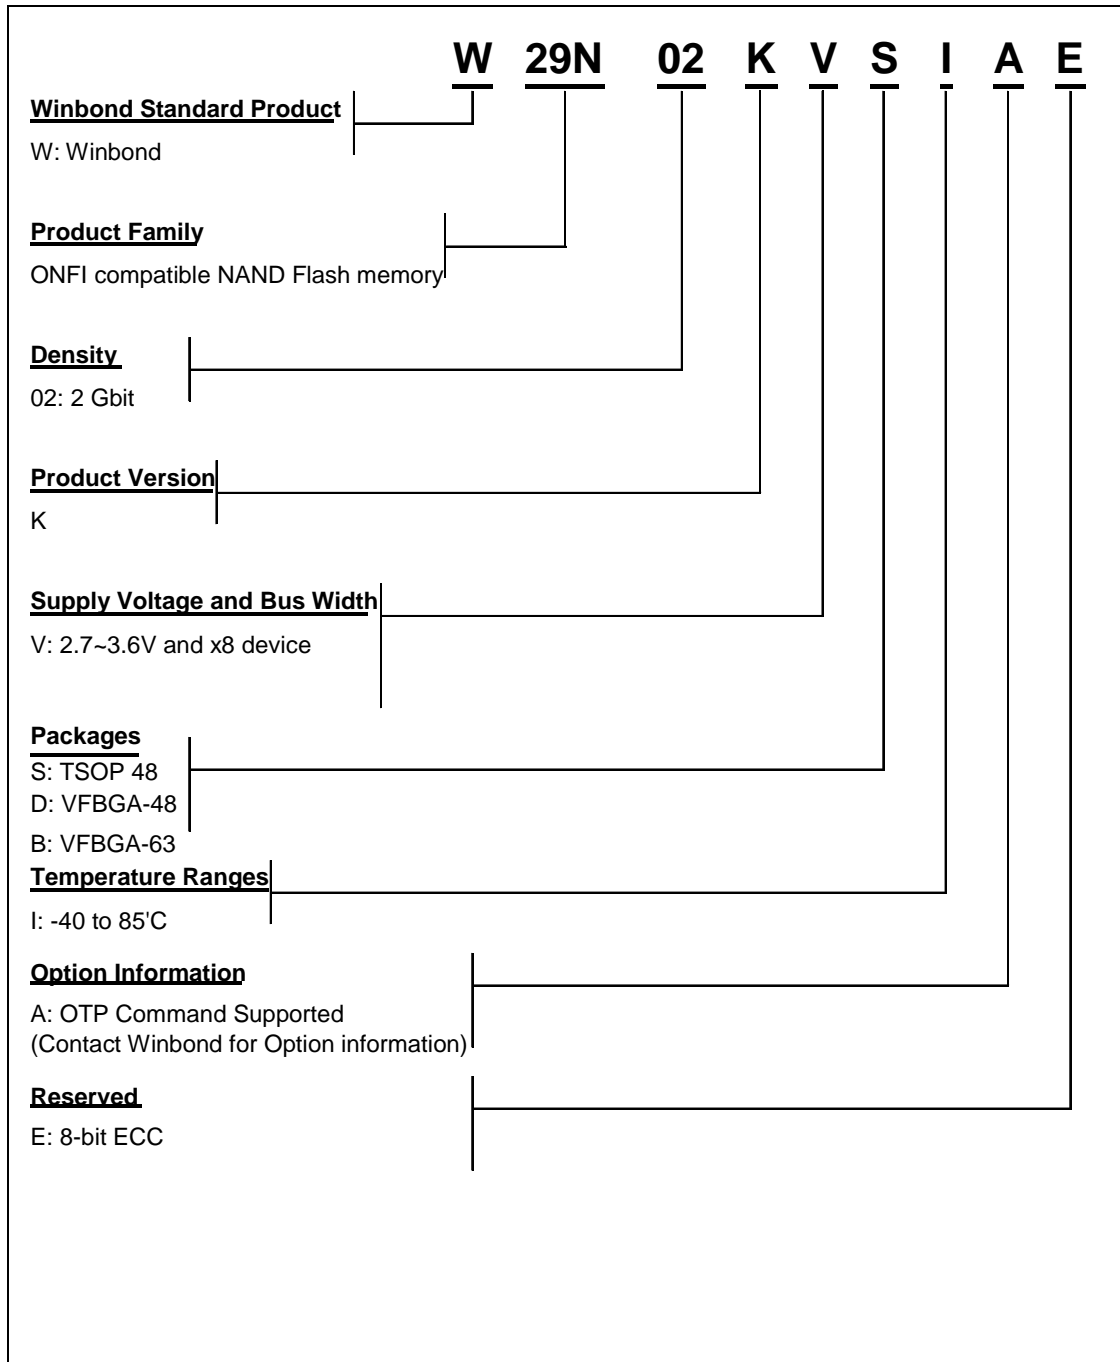 W 29N 02 K V S I A E
Winbond Standard Product
W: Winbond
Product Family
ONFI compatible NAND Flash memory
Density
02: 2 Gbit
Product Version
K
Supply Voltage and Bus Width
V: 2.7~3.6V and x8 device
Packages
S: TSOP 48
D: VFBGA-48
B: VFBGA-63
Temperature Ranges
I: -40 to 85'C
Option Information
A: OTP Command Supported
(Contact Winbond for Option information)
Reserved
E: 8-bit ECC